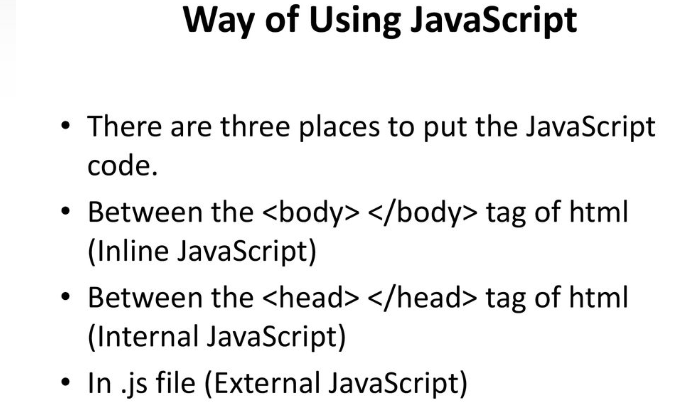 Way of Using JavaScript
• There are three places to put the JavaScript
code.
• Between the <body> </body> tag of html
(Inline JavaScript)
• Between the <head> </head> tag of html
(Internal JavaScript)
• In .js file (External JavaScript)